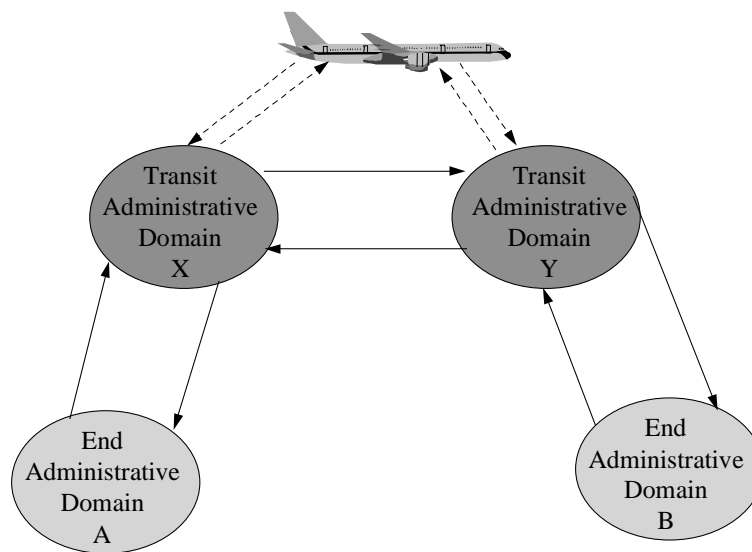 Transit
Administrative
Domain
X
Transit
Administrative
Domain
Y
End
Administrative
Domain
A
End
Administrative
Domain
B